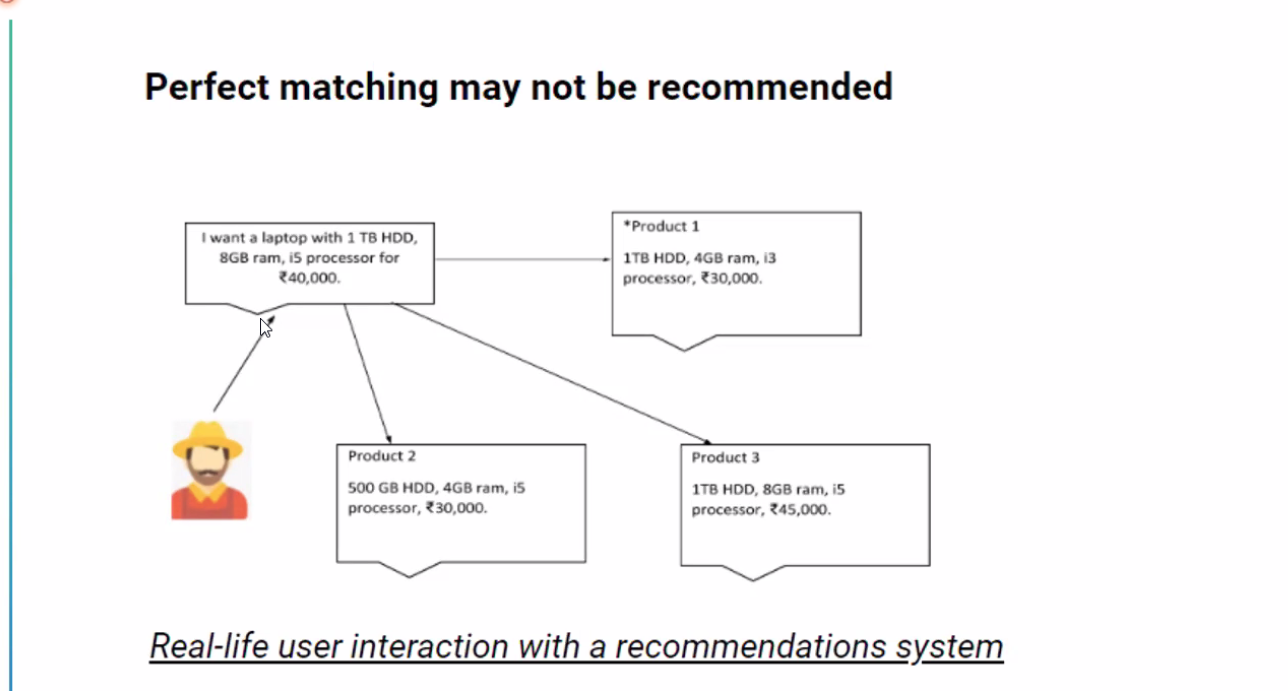 Perfect matching may not be recommended
I want a laptop with 1 TB HDD,
8GB ram, i5 processor for
₹40,000.
*Product 1
1TB HDD, 4GB ram, i3
processor, ₹30,000.
Product 2
500 GB HDD, 4GB ram, i5
processor, ₹30,000.
Product 3
1TB HDD, 8GB ram, i5
processor, ₹45,000.
Real-life user interaction with a recommendations system